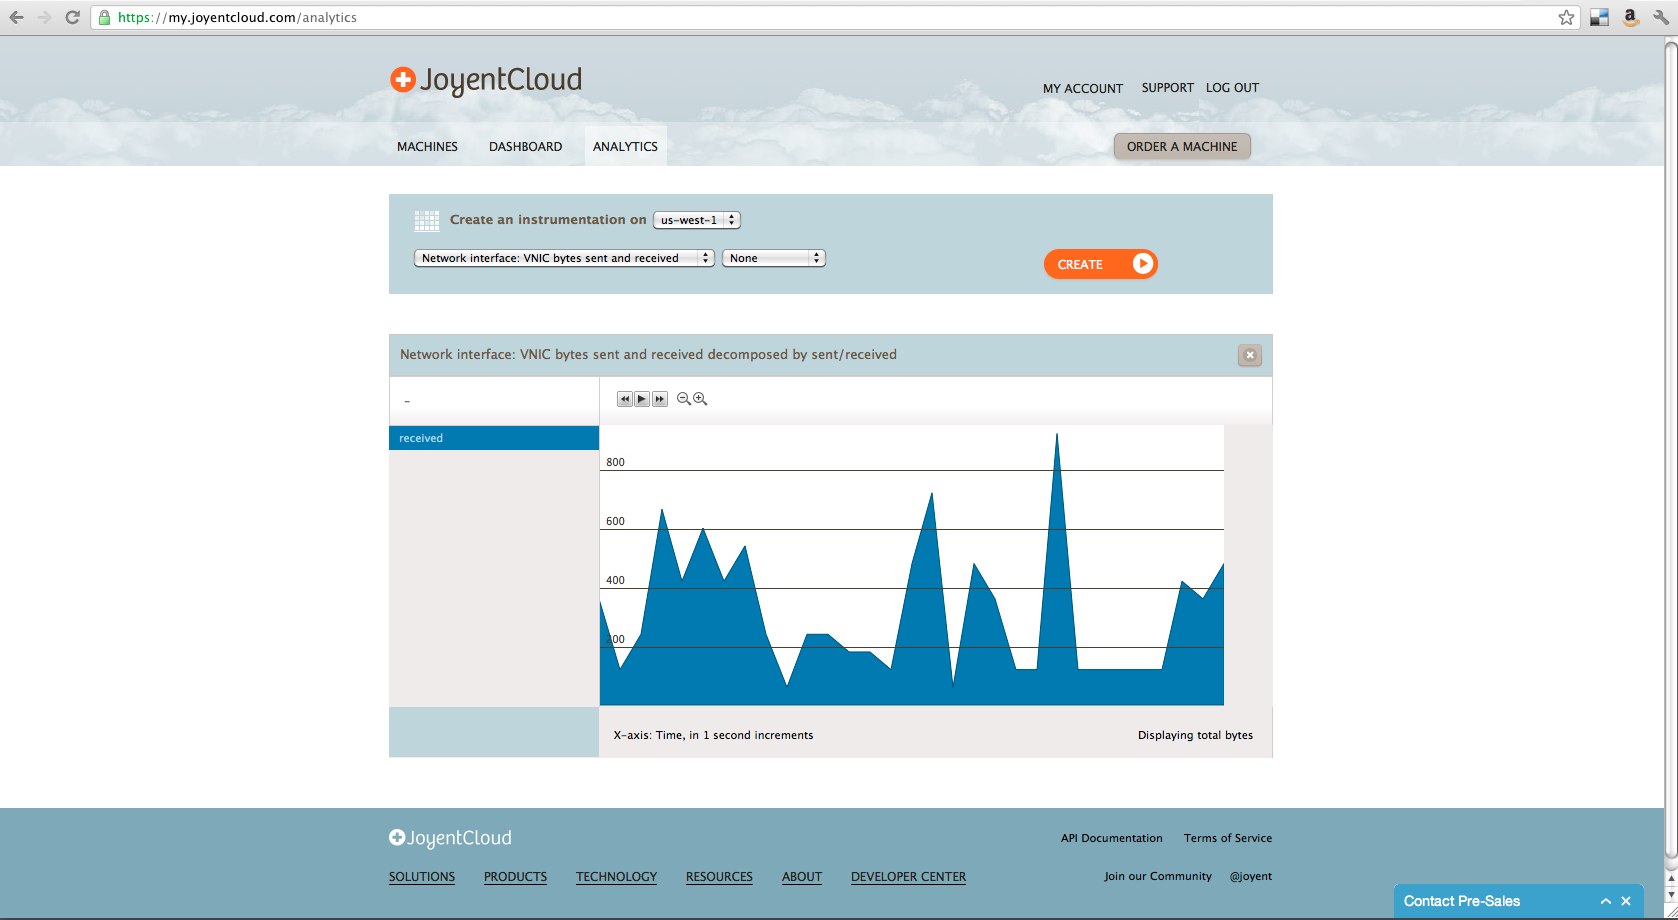 https://my.joyentcloud.com/analytics
JoyentCloud
MY ACCOUNT SUPPORT LOG OUT
MACHINES DASHBOARD ANALYTICS ORDER A MACHINE
Create an instrumentation on us-west-1
Network interface: VNIC bytes sent and received None CREATE
Network interface: VNIC bytes sent and received decomposed by sent/received
received
800
600
400
200
X-axis: Time, in 1 second increments Displaying total bytes
JoyentCloud API Documentation Terms of Service
SOLUTIONS PRODUCTS TECHNOLOGY RESOURCES ABOUT DEVELOPER CENTER Join our Community @joyent
Contact Pre-Sales